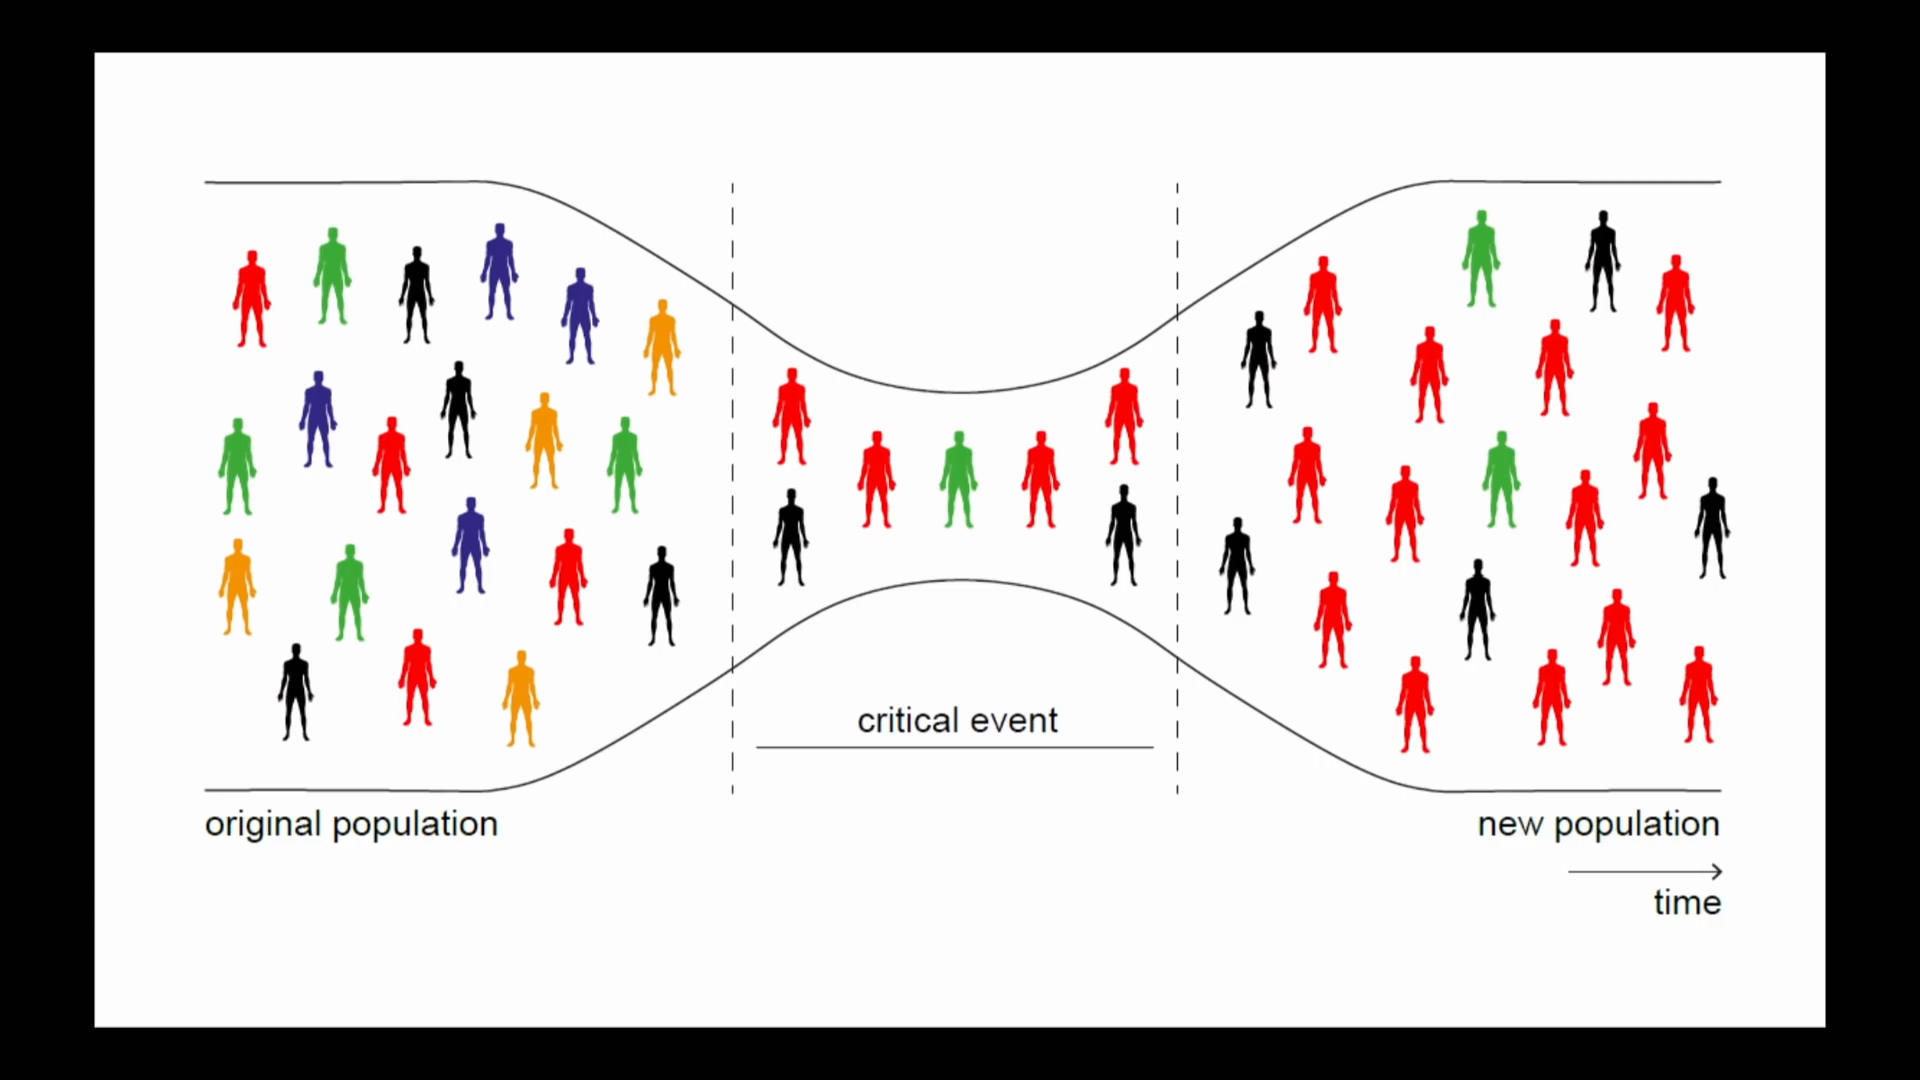 critical event
original population
new population
time